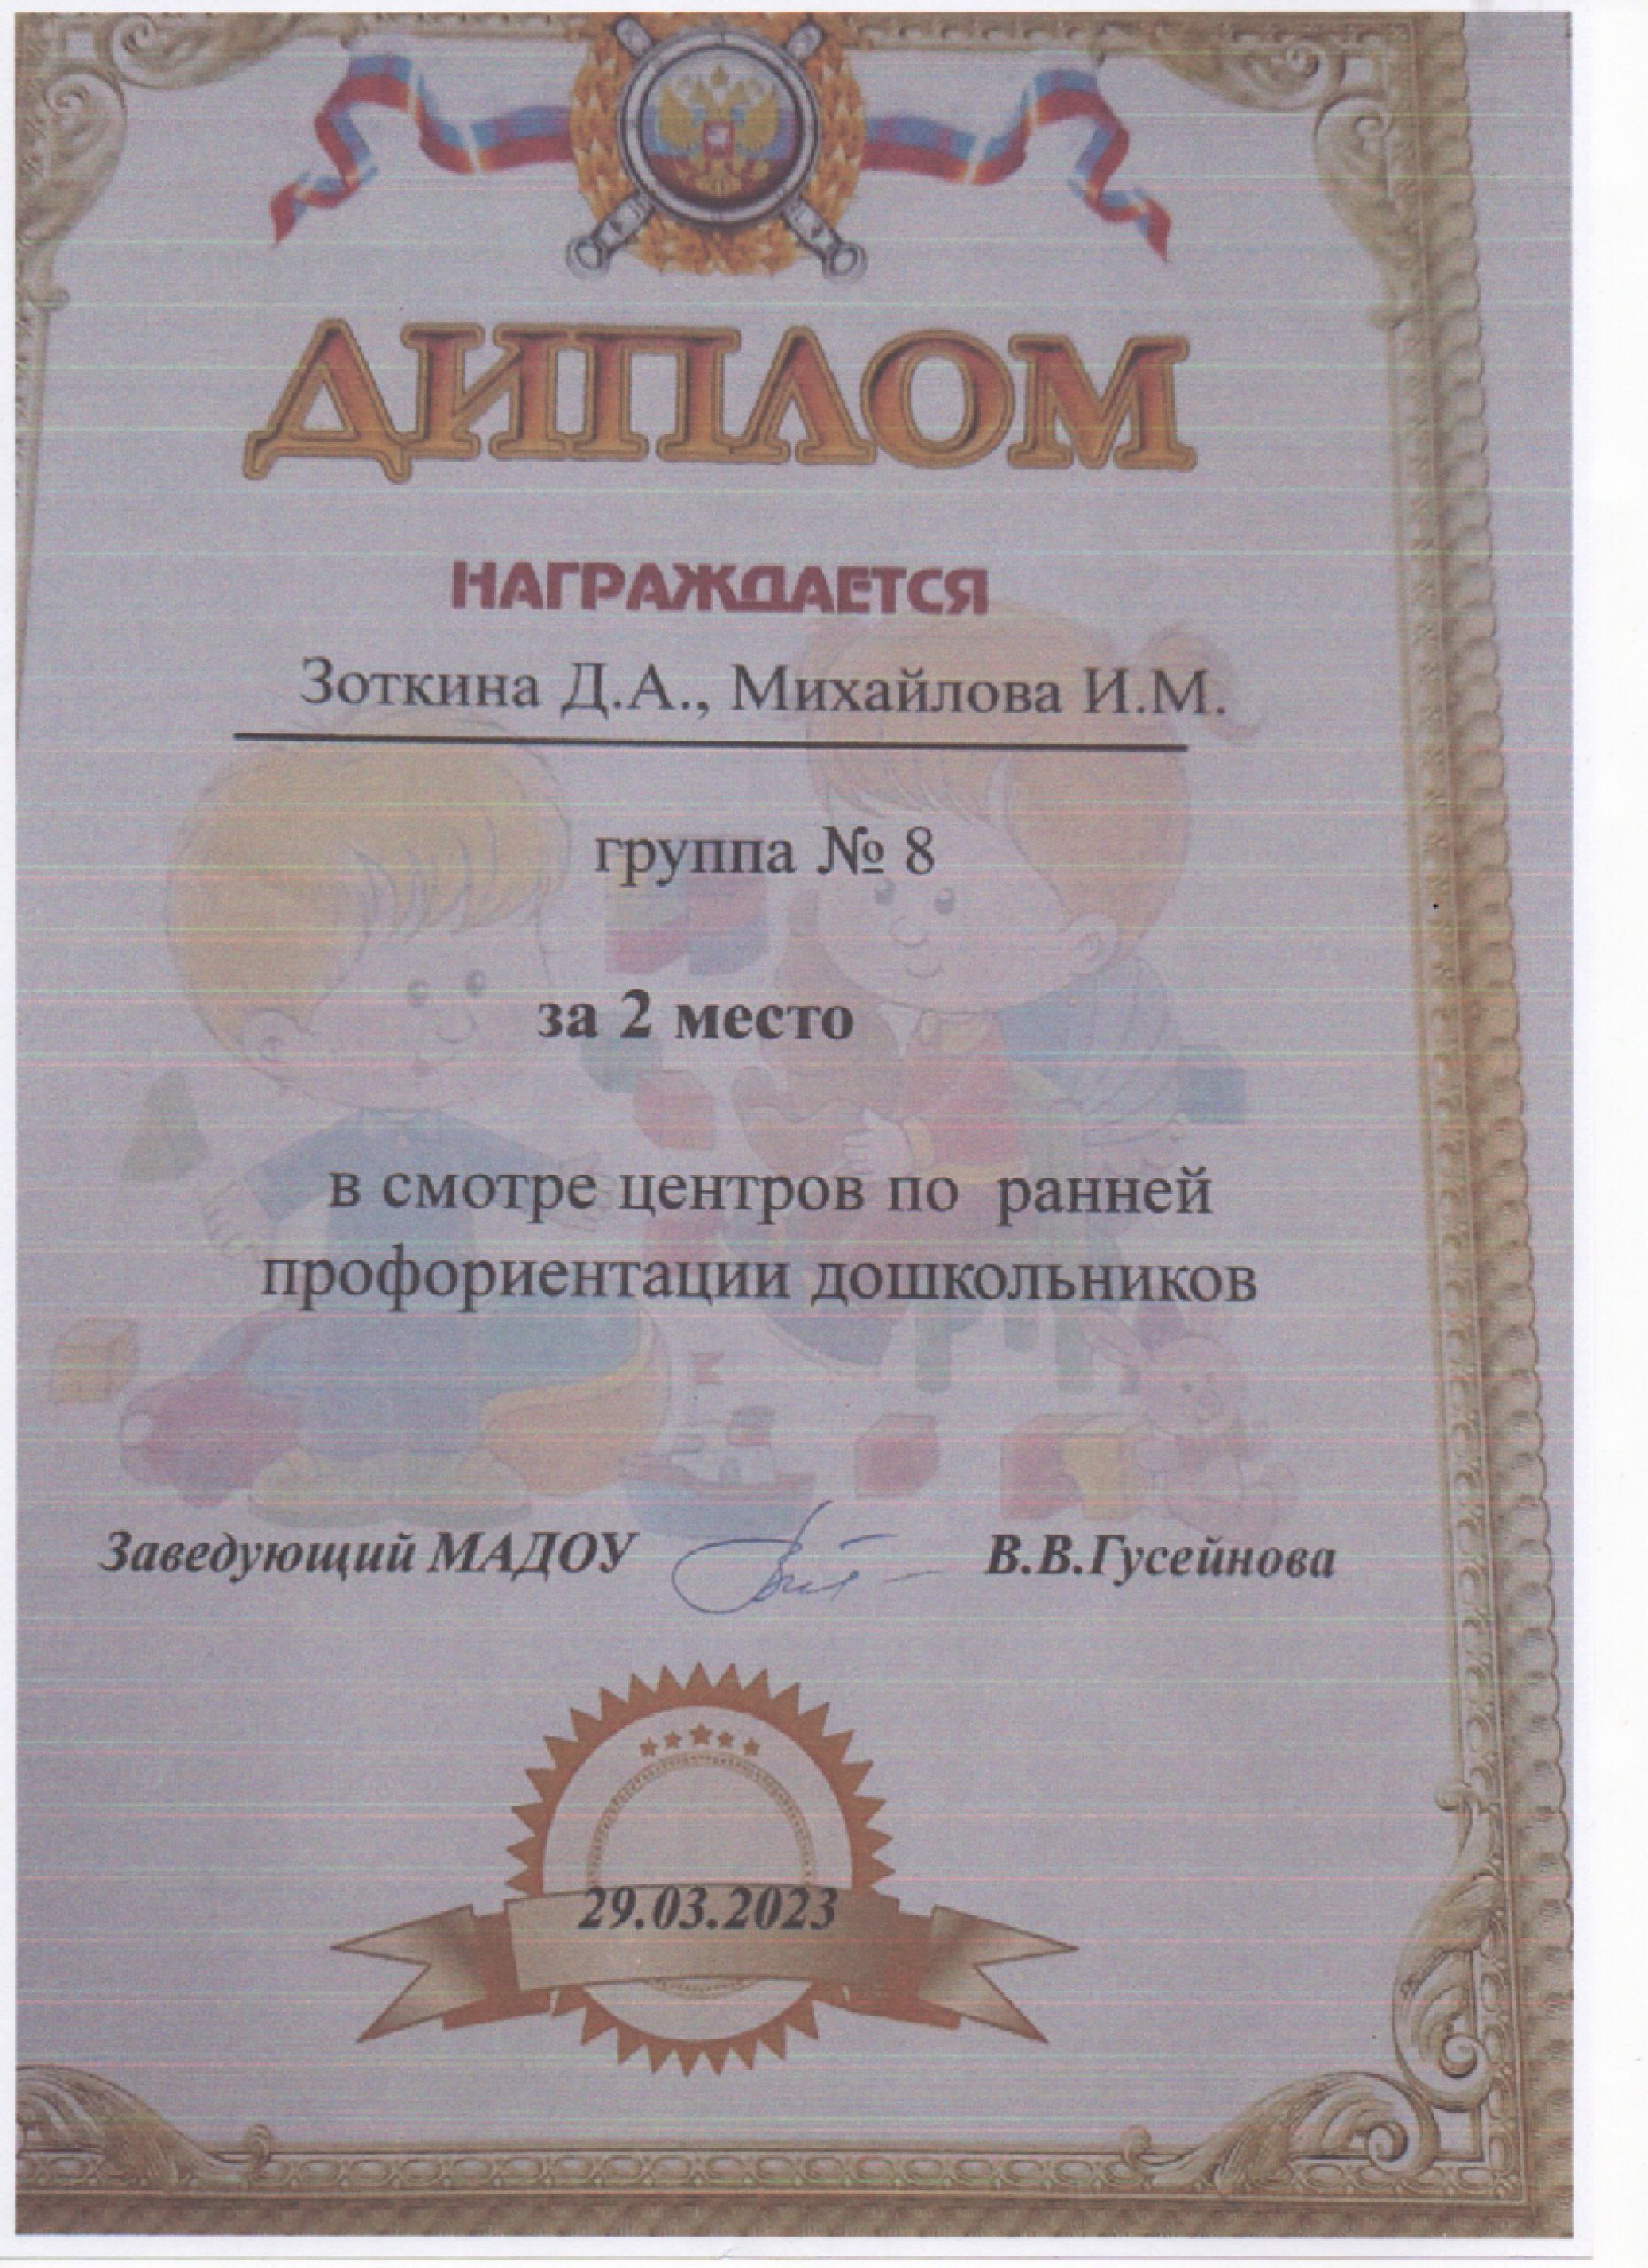 ДИПЛОМ
НАГРАЖДАЕТСЯ
Зоткина Д.А., Михайлова И.М.
группа № 8
за 2 место
в смотре центров по ранней
профориентации дошкольников
Заведующий МАДОУ В.В.Гусейнова
29.03.2023